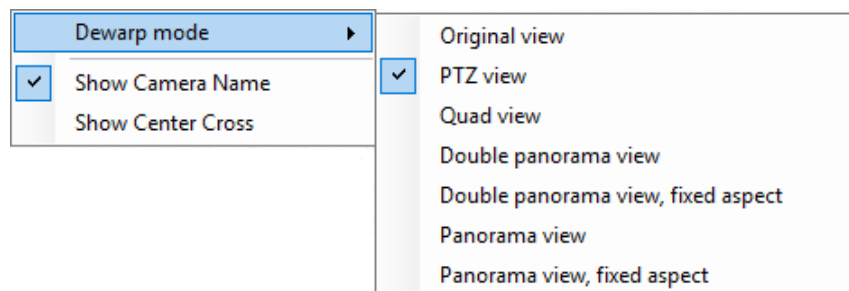 Dewarp mode
Show Camera Name
Show Center Cross
Original view
PTZ view
Quad view
Double panorama view
Double panorama view, fixed aspect
Panorama view
Panorama view, fixed aspect